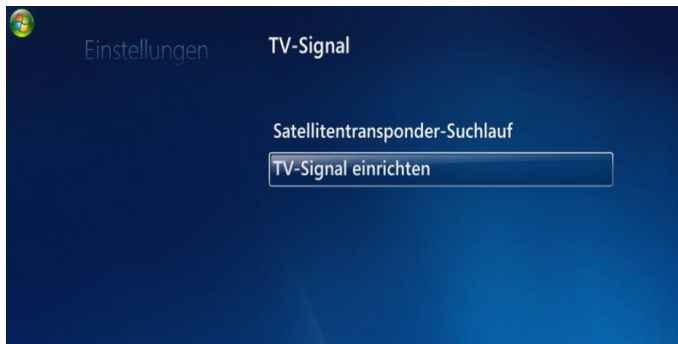 Einstellungen
TV-Signal
Satellitentransponder-Suchlauf
TV-Signal einrichten